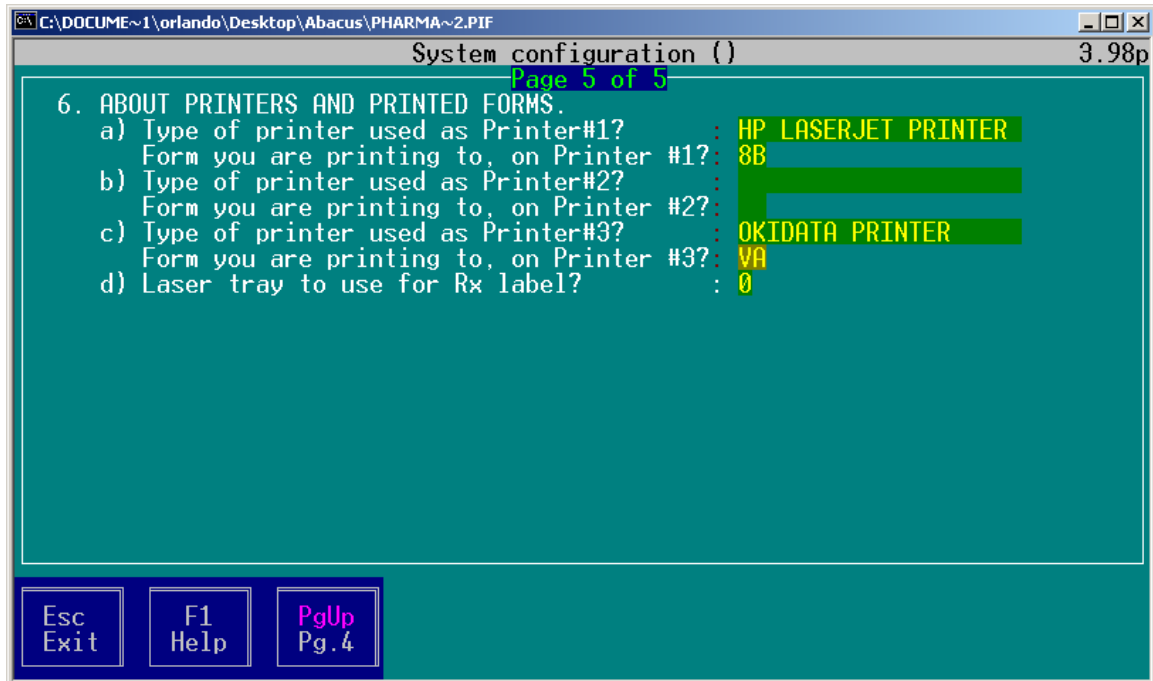 C:\DOCUME~1\orlando\Desktop\Abacus\PHARMA~2.PIF
System configuration () 3.98p
Page 5 of 5
6. ABOUT PRINTERS AND PRINTED FORMS.
a) Type of printer used as Printer#1? : HP LASERJET PRINTER
Form you are printing to, on Printer #1?: 8B
b) Type of printer used as Printer#2? :
Form you are printing to, on Printer #2?:
c) Type of printer used as Printer#3? : OKIDATA PRINTER
Form you are printing to, on Printer #3?: VA
d) Laser tray to use for Rx label? : 0
Esc F1 PgUp
Exit Help Pg.4